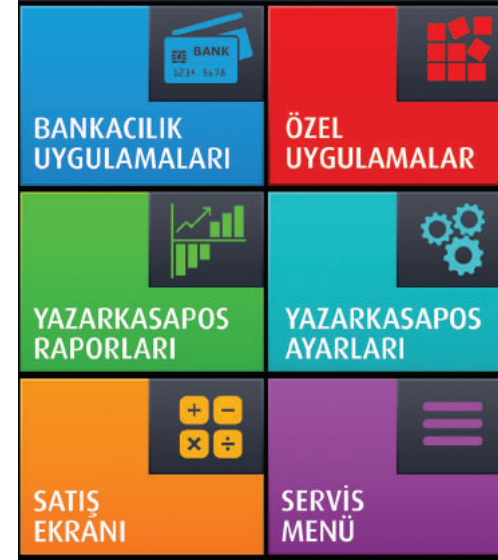 BANK
1234 5678
BANKACILIK
UYGULAMALARI
ÖZEL
UYGULAMALAR
YAZARKASAPOS
RAPORLARI
YAZARKASAPOS
AYARLARI
SATIŞ
EKRANI
SERVİS
MENÜ